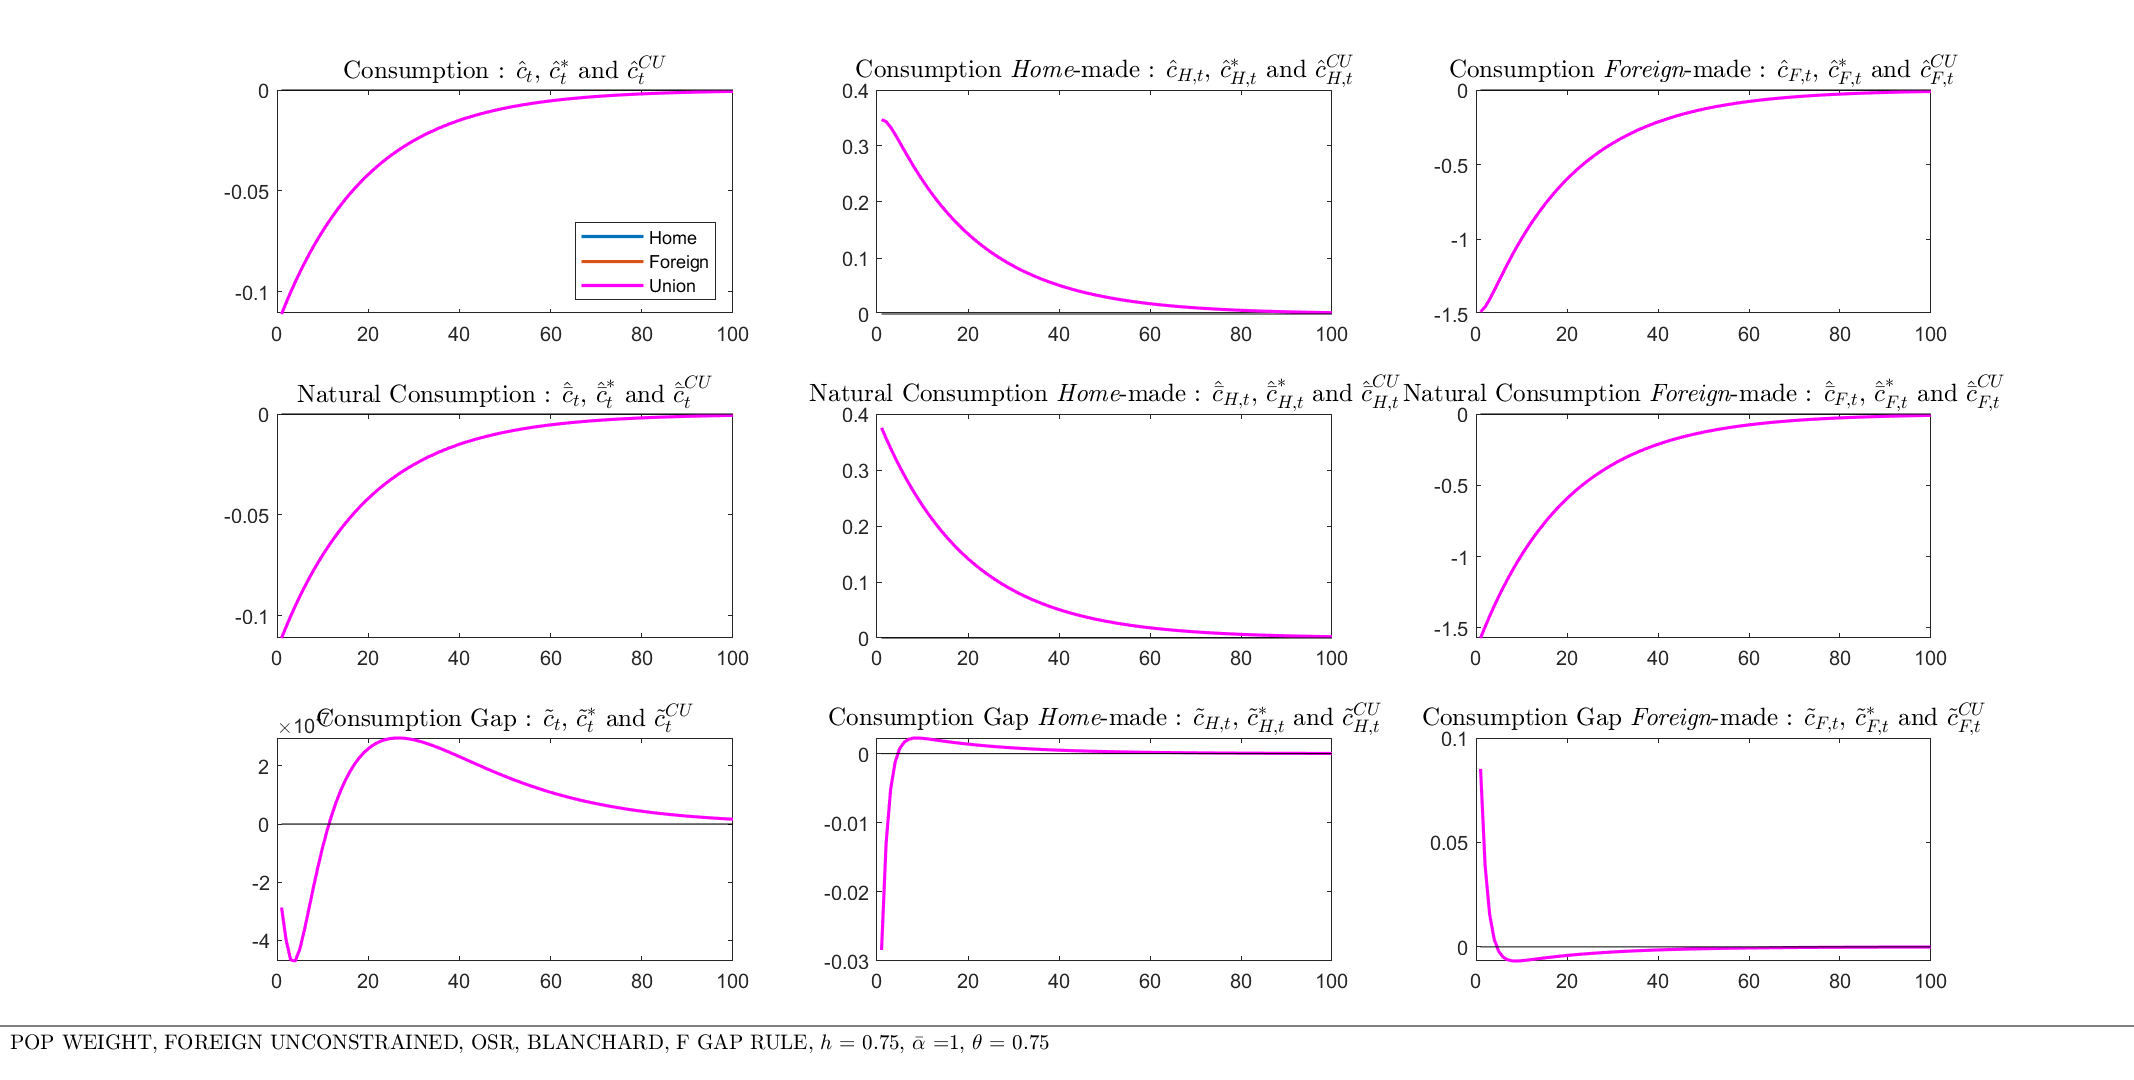 Consumption : ĉ_t, ĉ*_t and ĉ^CU_t
0
-0.05
-0.1
0 20 40 60 80 100
Home
Foreign
Union
Consumption Home-made : ĉ_H,t, ĉ*_H,t and ĉ^CU_H,t
0.4
0.3
0.2
0.1
0
0 20 40 60 80 100
Consumption Foreign-made : ĉ_F,t, ĉ*_F,t and ĉ^CU_F,t
0
-0.5
-1
-1.5
0 20 40 60 80 100
Natural Consumption : ĉ̄_t, ĉ̄*_t and ĉ̄^CU_t
0
-0.05
-0.1
0 20 40 60 80 100
Natural Consumption Home-made : ĉ̄_H,t, ĉ̄*_H,t and ĉ̄^CU_H,t
0.4
0.3
0.2
0.1
0
0 20 40 60 80 100
Natural Consumption Foreign-made : ĉ̄_F,t, ĉ̄*_F,t and ĉ̄^CU_F,t
0
-0.5
-1
-1.5
0 20 40 60 80 100
Consumption Gap : c̃_t, c̃*_t and c̃^CU_t
2
0
-2
-4
0 20 40 60 80 100
Consumption Gap Home-made : c̃_H,t, c̃*_H,t and c̃^CU_H,t
0
-0.01
-0.02
-0.03
0 20 40 60 80 100
Consumption Gap Foreign-made : c̃_F,t, c̃*_F,t and c̃^CU_F,t
0.1
0.05
0
0 20 40 60 80 100
POP WEIGHT, FOREIGN UNCONSTRAINED, OSR, BLANCHARD, F GAP RULE, h = 0.75, ᾱ =1, θ = 0.75